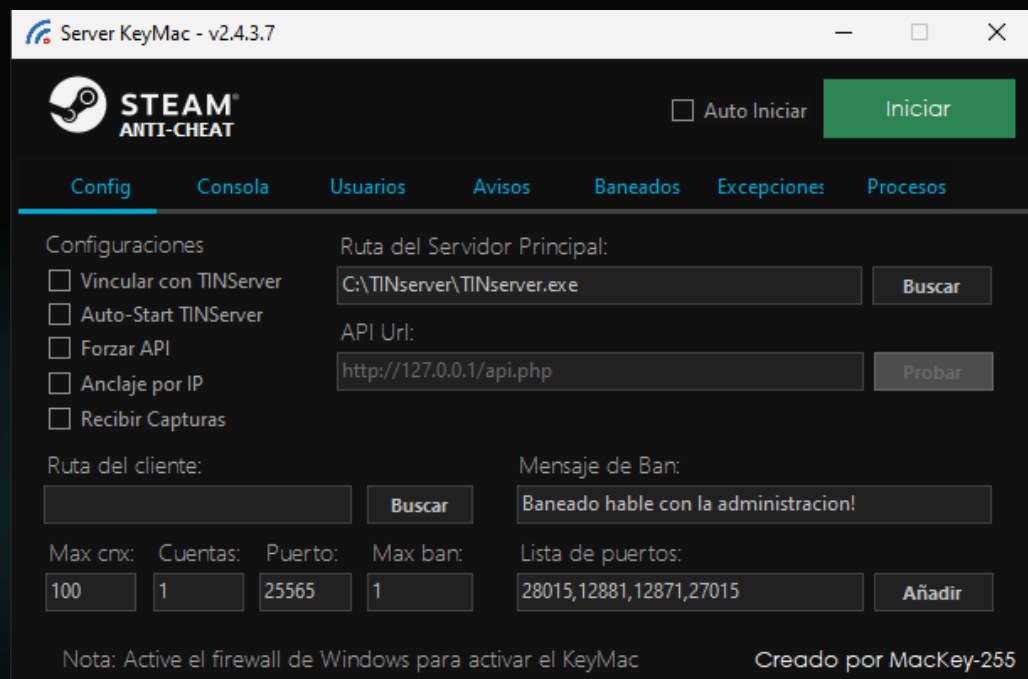 Server KeyMac - v2.4.3.7
STEAM®
ANTI-CHEAT
Auto Iniciar
Iniciar
Config Consola Usuarios Avisos Baneados Excepciones Procesos
Configuraciones
Vincular con TINServer
Auto-Start TINServer
Forzar API
Anclaje por IP
Recibir Capturas
Ruta del Servidor Principal:
C:\TINserver\TINserver.exe
Buscar
API Url:
http://127.0.0.1/api.php
Probar
Ruta del cliente:
Buscar
Mensaje de Ban:
Baneado hable con la administracion!
Max cnx: Cuentas: Puerto: Max ban:
100 1 25565 1
Lista de puertos:
28015,12881,12871,27015
Añadir
Nota: Active el firewall de Windows para activar el KeyMac
Creado por MacKey-255